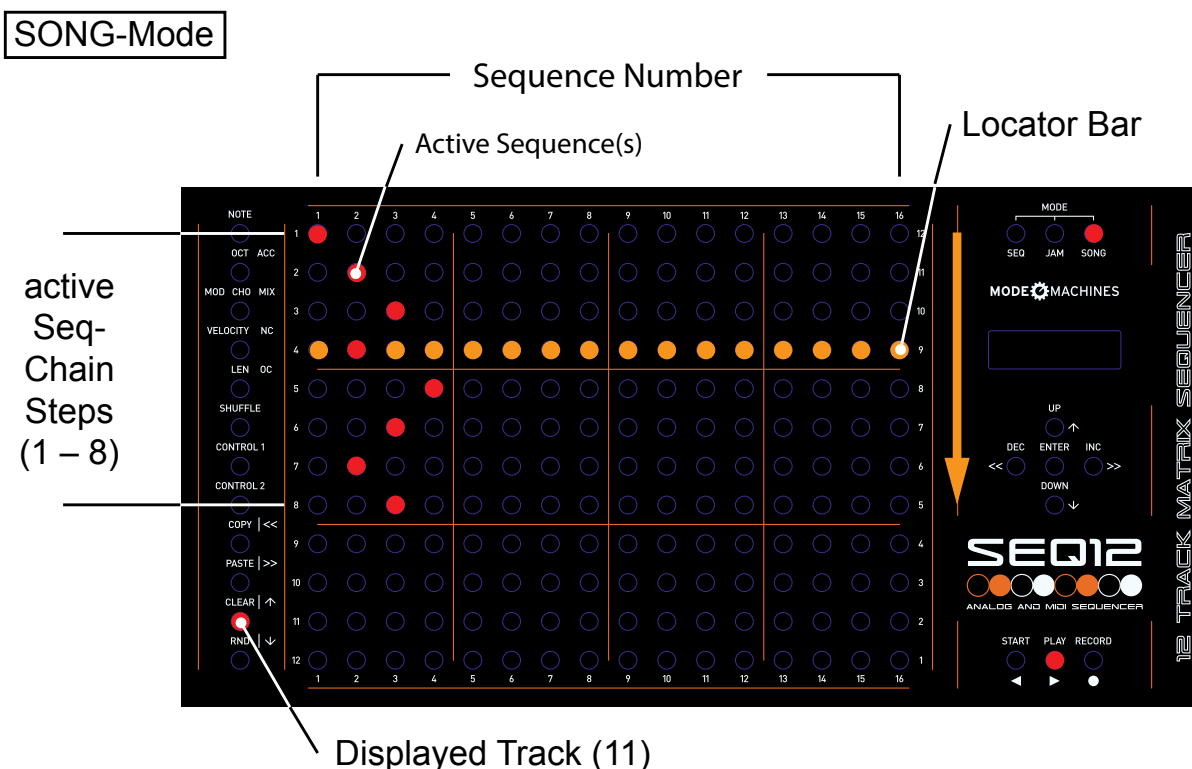 SONG-Mode
Sequence Number
Active Sequence(s)
Locator Bar
active
Seq-
Chain
Steps
(1 – 8)
NOTE
OCT ACC
MOD CHO MIX
VELOCITY NC
LEN OC
SHUFFLE
CONTROL 1
CONTROL 2
COPY | <<
PASTE | >>
CLEAR | ↑
RND | ↓
1 2 3 4 5 6 7 8 9 10 11 12 13 14 15 16
1 12
2 11
3 10
4 9
5 8
6 7
7 6
8 5
9 4
10 3
11 2
12 1
1 2 3 4 5 6 7 8 9 10 11 12 13 14 15 16
MODE
SEQ JAM SONG
MODE MACHINES
UP
↑
DEC ENTER INC
<< >>
DOWN
↓
SEQ12
ANALOG AND MIDI SEQUENCER
START PLAY RECORD
12 TRACK MATRIX SEQUENCER
Displayed Track (11)